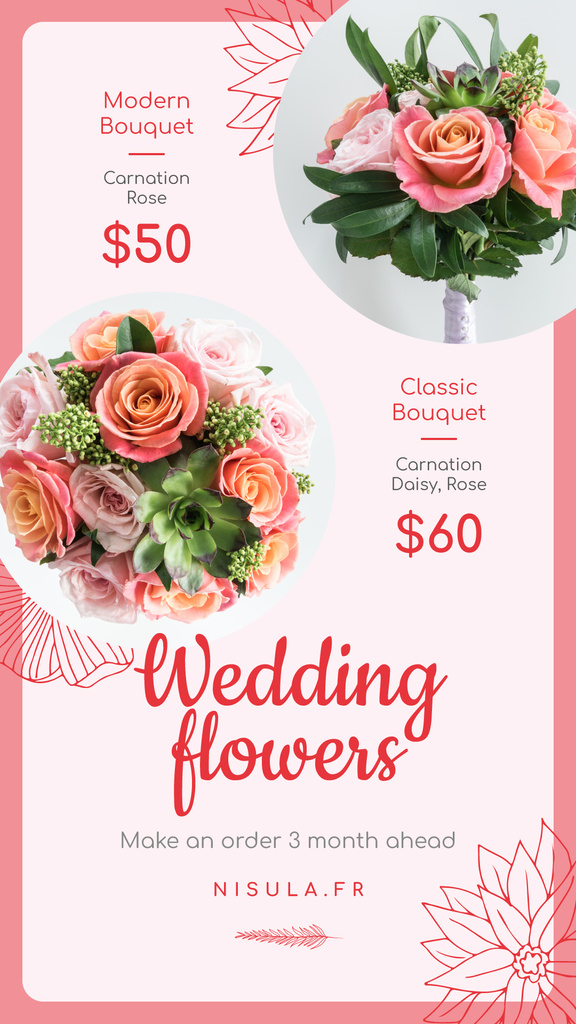 Modern
Bouquet
Carnation
Rose
$50
Classic
Bouquet
Carnation
Daisy, Rose
$60
Wedding
flowers
Make an order 3 month ahead
NISULA.FR